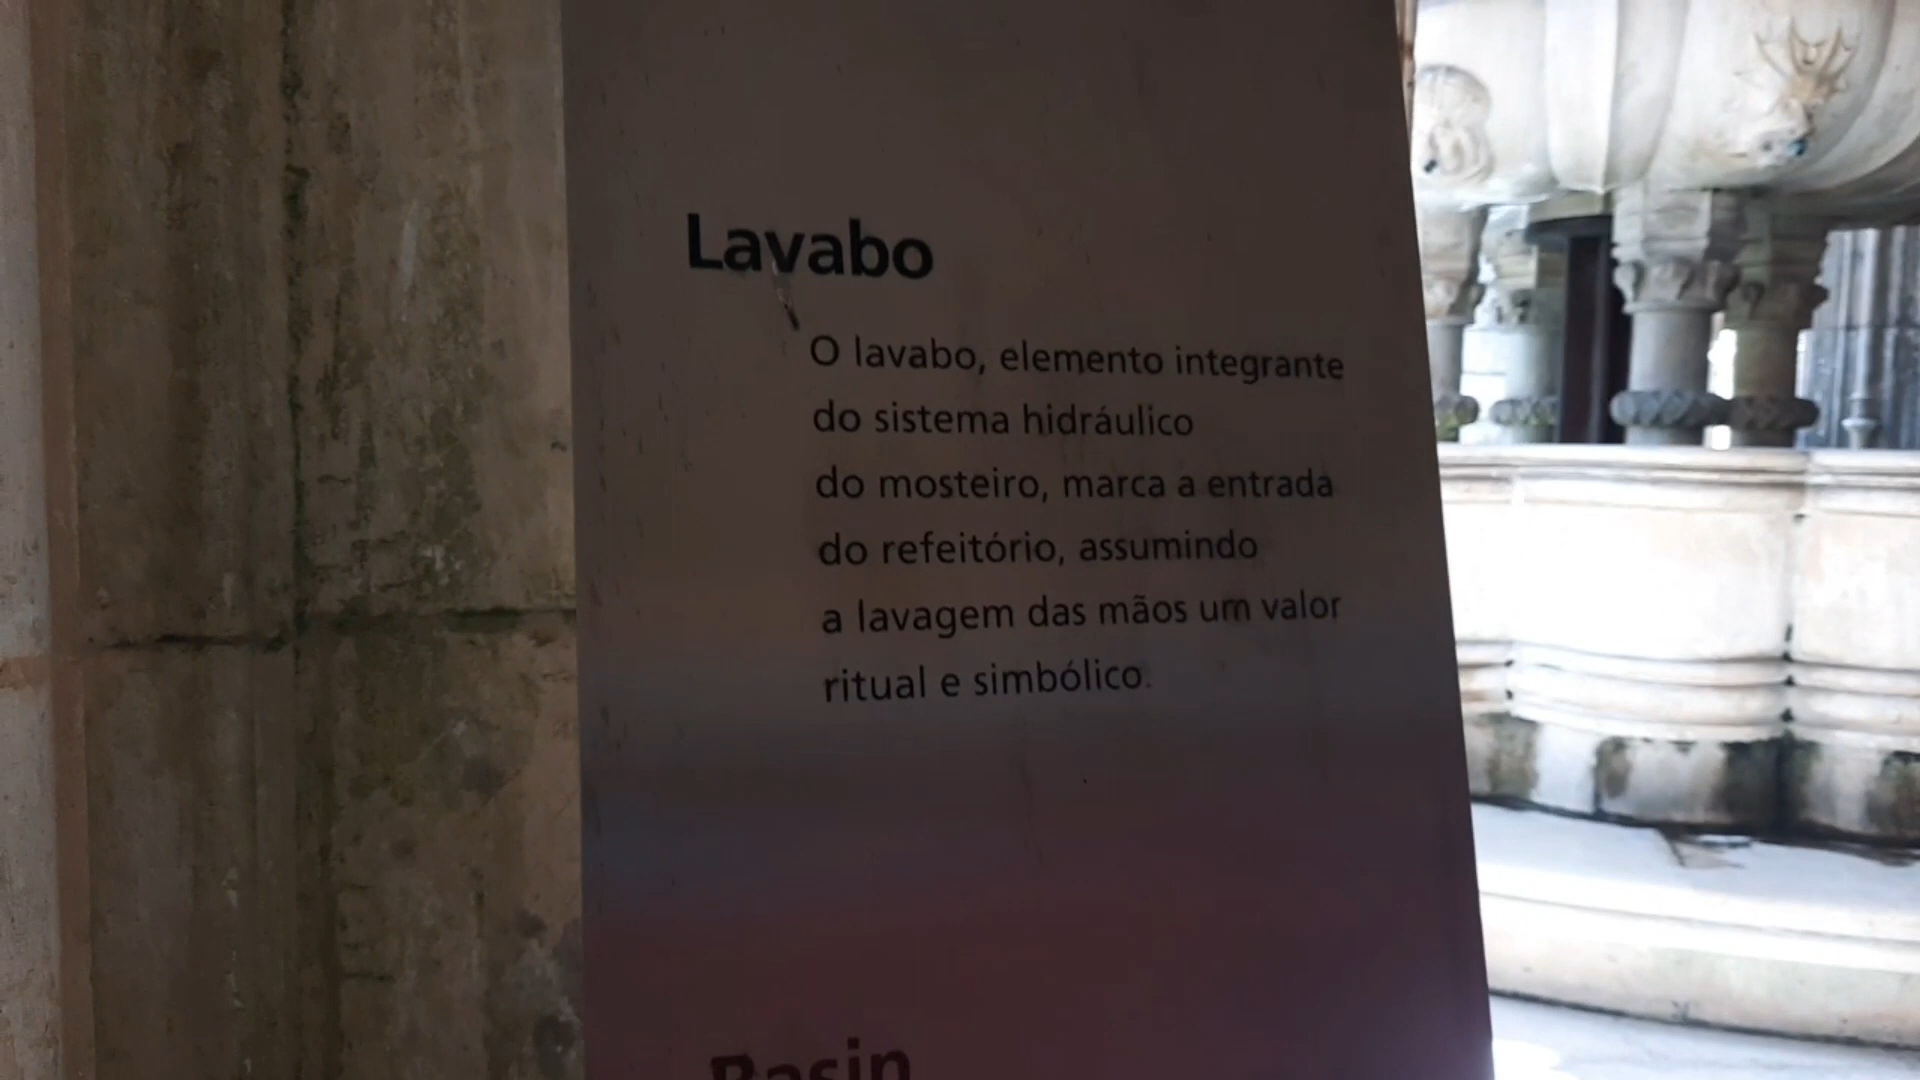 Lavabo
O lavabo, elemento integrante
do sistema hidráulico
do mosteiro, marca a entrada
do refeitório, assumindo
a lavagem das mãos um valor
ritual e simbólico.
Basin